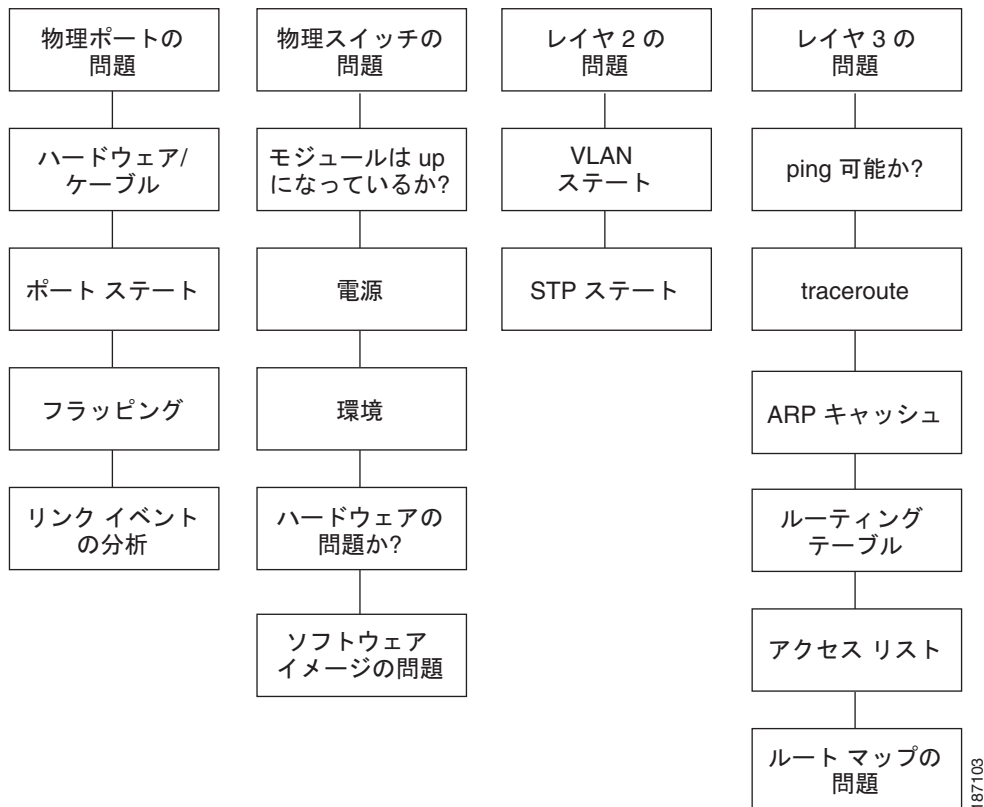 物理ポートの
問題
ハードウェア/
ケーブル
ポート ステート
フラッピング
リンク イベント
の分析
物理スイッチの
問題
モジュールは up
になっているか?
電源
環境
ハードウェアの
問題か?
ソフトウェア
イメージの問題
レイヤ 2 の
問題
VLAN
ステート
STP ステート
レイヤ 3 の
問題
ping 可能か?
traceroute
ARP キャッシュ
ルーティング
テーブル
アクセス リスト
ルート マップの
問題
187103